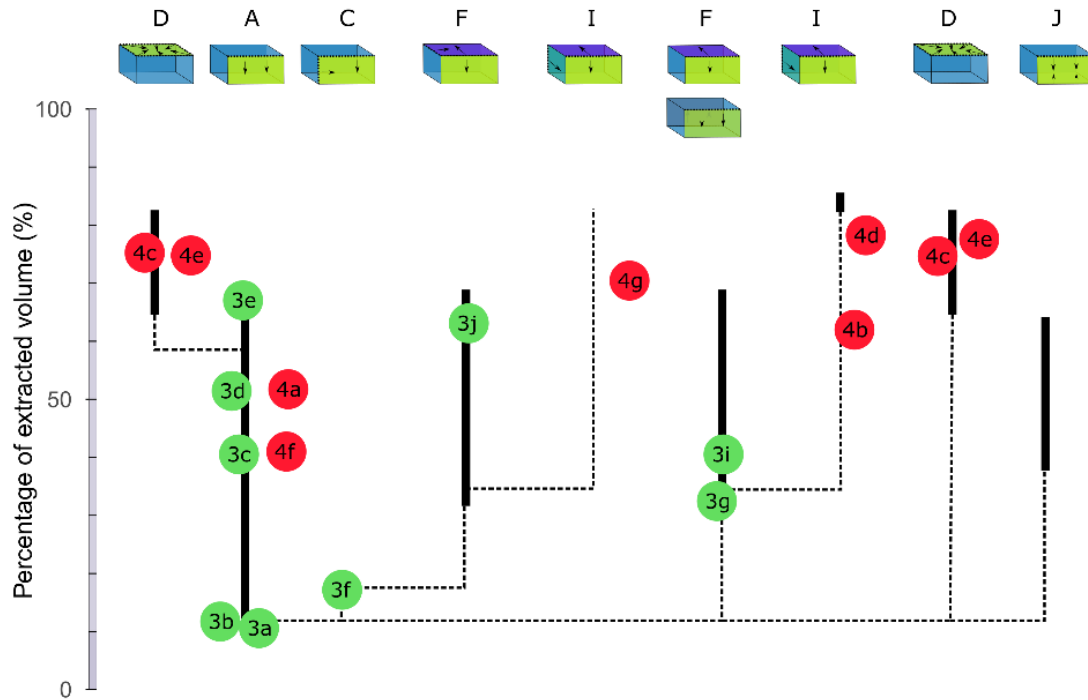 D A C F I F I D J
100
4d
4c 4e 4e 4c
4g
3e
3j 4b
Percentage of extracted volume (%)
50
3d 4a
3c 4f 3i
3g
3f
3b 3a
0